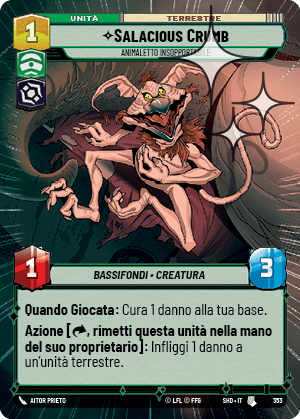 UNITÀ
TERRESTRE
1
SALACIOUS CRUMB
ANIMALETTO INSOPPORTABILE
1
3
BASSIFONDI • CREATURA
Quando Giocata: Cura 1 danno alla tua base.
Azione [, rimetti questa unità nella mano
del suo proprietario]: Infliggi 1 danno a
un'unità terrestre.
AITOR PRIETO
© LFL © FFG
SHD • IT
353